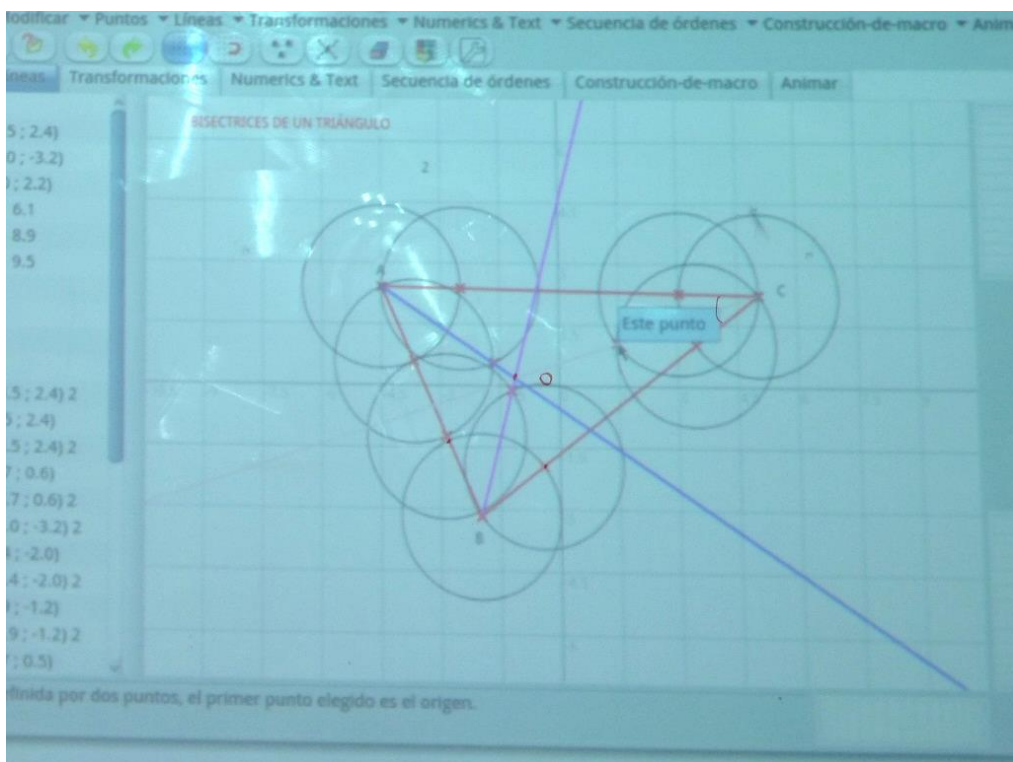 Modificar Puntos Líneas Transformaciones Numerics & Text Secuencia de órdenes Construcción-de-macro Anim
íneas Transformaciones Numerics & Text Secuencia de órdenes Construcción-de-macro Animar
BISECTRICES DE UN TRIÁNGULO
5 ; 2.4)
0 ; -3.2)
; 2.2)
6.1
8.9
9.5
2
A
C
Este punto
O
B
.5 ; 2.4) 2
; 2.4)
.5 ; 2.4) 2
; 0.6)
.7 ; 0.6) 2
.0 ; -3.2) 2
; -2.0)
.4 ; -2.0) 2
; -1.2)
.9 ; -1.2) 2
; 0.5)
finida por dos puntos, el primer punto elegido es el origen.